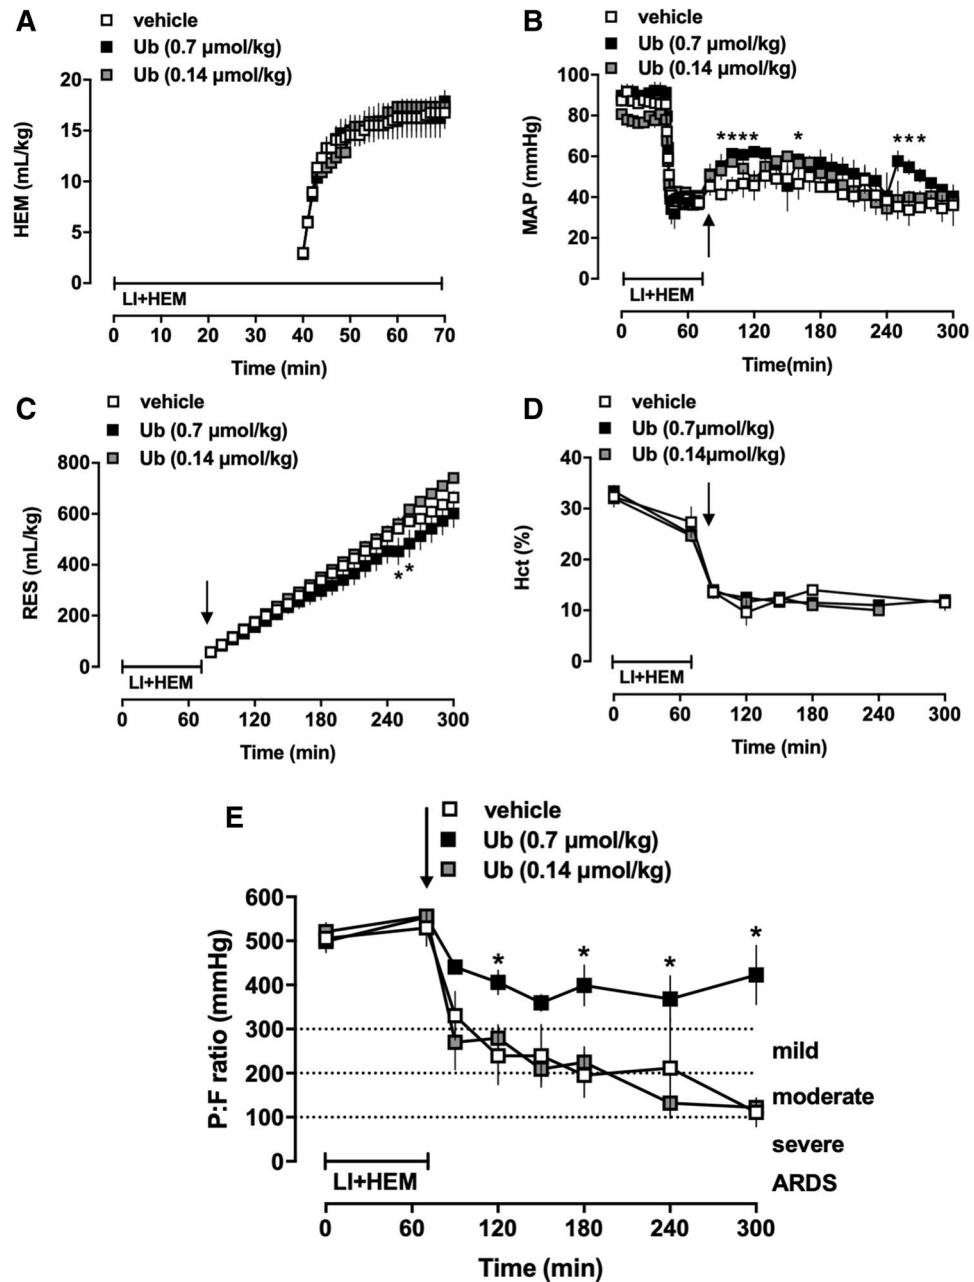 A
vehicle
Ub (0.7 µmol/kg)
Ub (0.14 µmol/kg)
HEM (mL/kg)
20
15
10
5
0
LI+HEM
0 10 20 30 40 50 60 70
Time (min)
B
vehicle
Ub (0.7 µmol/kg)
Ub (0.14 µmol/kg)
MAP (mmHg)
100
80
60
40
20
0
**** * ***
LI+HEM
0 60 120 180 240 300
Time(min)
C
vehicle
Ub (0.7 µmol/kg)
Ub (0.14 µmol/kg)
RES (mL/kg)
800
600
400
200
0
* *
LI+HEM
0 60 120 180 240 300
Time (min)
D
vehicle
Ub (0.7µmol/kg)
Ub (0.14µmol/kg)
Hct (%)
40
30
20
10
0
LI+HEM
0 60 120 180 240 300
Time (min)
E
vehicle
Ub (0.7 µmol/kg)
Ub (0.14 µmol/kg)
P:F ratio (mmHg)
600
500
400
300
200
100
0
* * * *
mild
moderate
severe
ARDS
LI+HEM
0 60 120 180 240 300
Time (min)